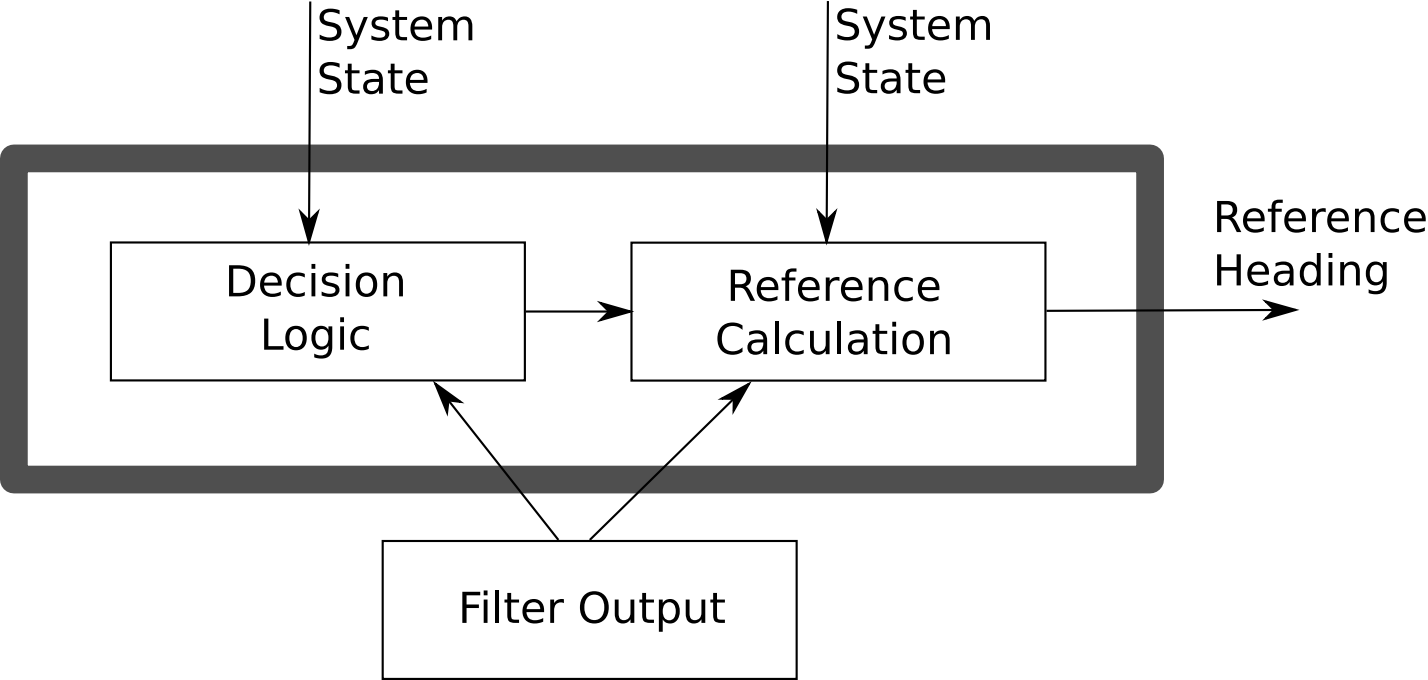 System
State
System
State
Reference
Heading
Decision
Logic
Reference
Calculation
Filter Output